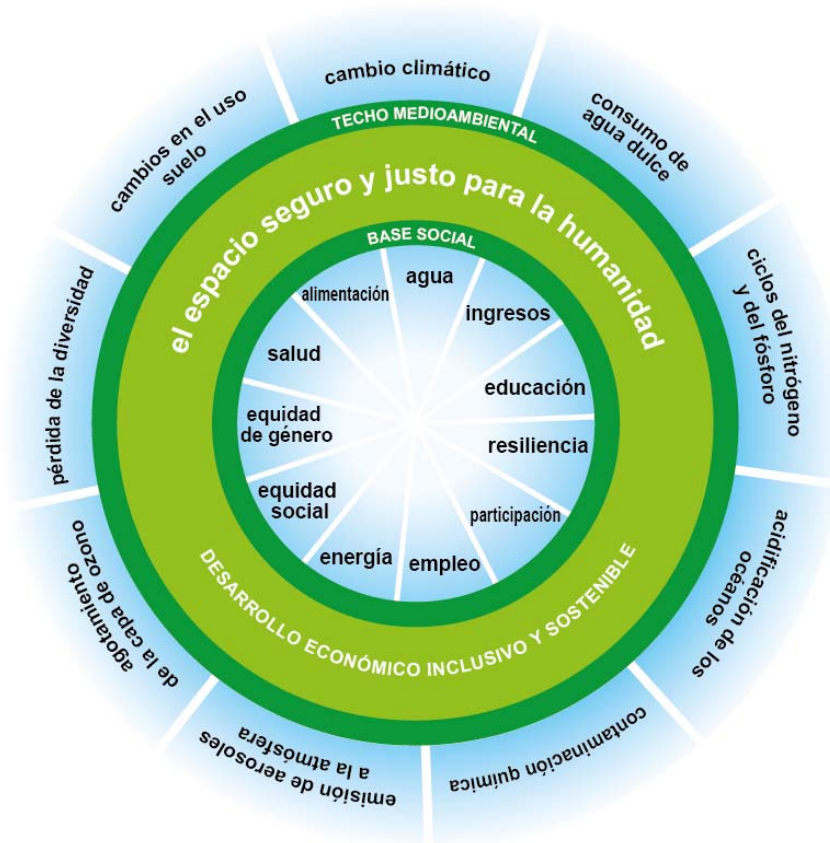 cambio climático
consumo de
agua dulce
ciclos del nitrógeno
y del fósforo
acidificación de los
océanos
contaminación química
emisión de aerosoles
a la atmósfera
agotamiento
de la capa de ozono
pérdida de la diversidad
cambios en el uso
suelo
TECHO MEDIOAMBIENTAL
el espacio seguro y justo para la humanidad
BASE SOCIAL
agua
ingresos
educación
resiliencia
participación
empleo
energía
equidad
social
equidad
de género
salud
alimentación
DESARROLLO ECONÓMICO INCLUSIVO Y SOSTENIBLE